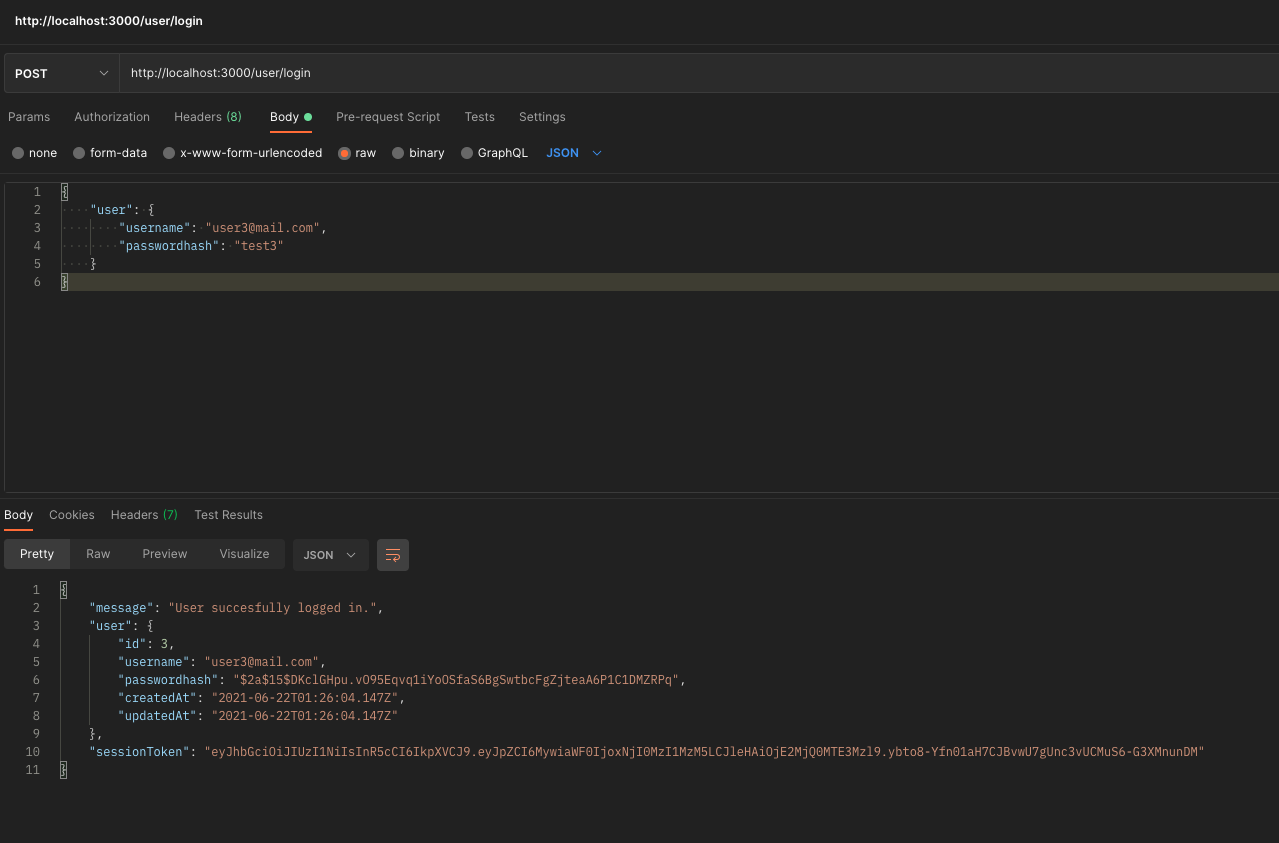 http://localhost:3000/user/login
POST http://localhost:3000/user/login
Params Authorization Headers (8) Body Pre-request Script Tests Settings
none form-data x-www-form-urlencoded raw binary GraphQL JSON
1 {
2 "user": {
3 "username": "user3@mail.com",
4 "passwordhash": "test3"
5 }
6 }
Body Cookies Headers (7) Test Results
Pretty Raw Preview Visualize JSON
1 {
2 "message": "User succesfully logged in.",
3 "user": {
4 "id": 3,
5 "username": "user3@mail.com",
6 "passwordhash": "$2a$15$DKclGHpu.vO95Eqvq1iYoOSfaS6BgSwtbcFgZjteaA6P1C1DMZRPq",
7 "createdAt": "2021-06-22T01:26:04.147Z",
8 "updatedAt": "2021-06-22T01:26:04.147Z"
9 },
10 "sessionToken": "eyJhbGciOiJIUzI1NiIsInR5cCI6IkpXVCJ9.eyJpZCI6MywiaWF0IjoxNjI0MzI1MzM5LCJleHAiOjE2MjQ0MTE3Mzl9.ybto8-Yfn01aH7CJBvwU7gUnc3vUCMuS6-G3XMnunDM"
11 }